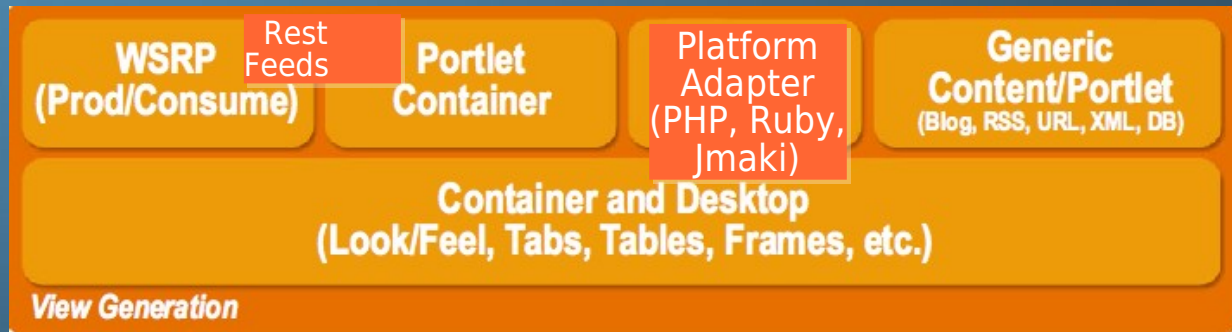 WSRP
(Prod/Consume)
Rest
Feeds
Portlet
Container
Platform
Adapter
(PHP, Ruby,
Jmaki)
Generic
Content/Portlet
(Blog, RSS, URL, XML, DB)
Container and Desktop
(Look/Feel, Tabs, Tables, Frames, etc.)
View Generation